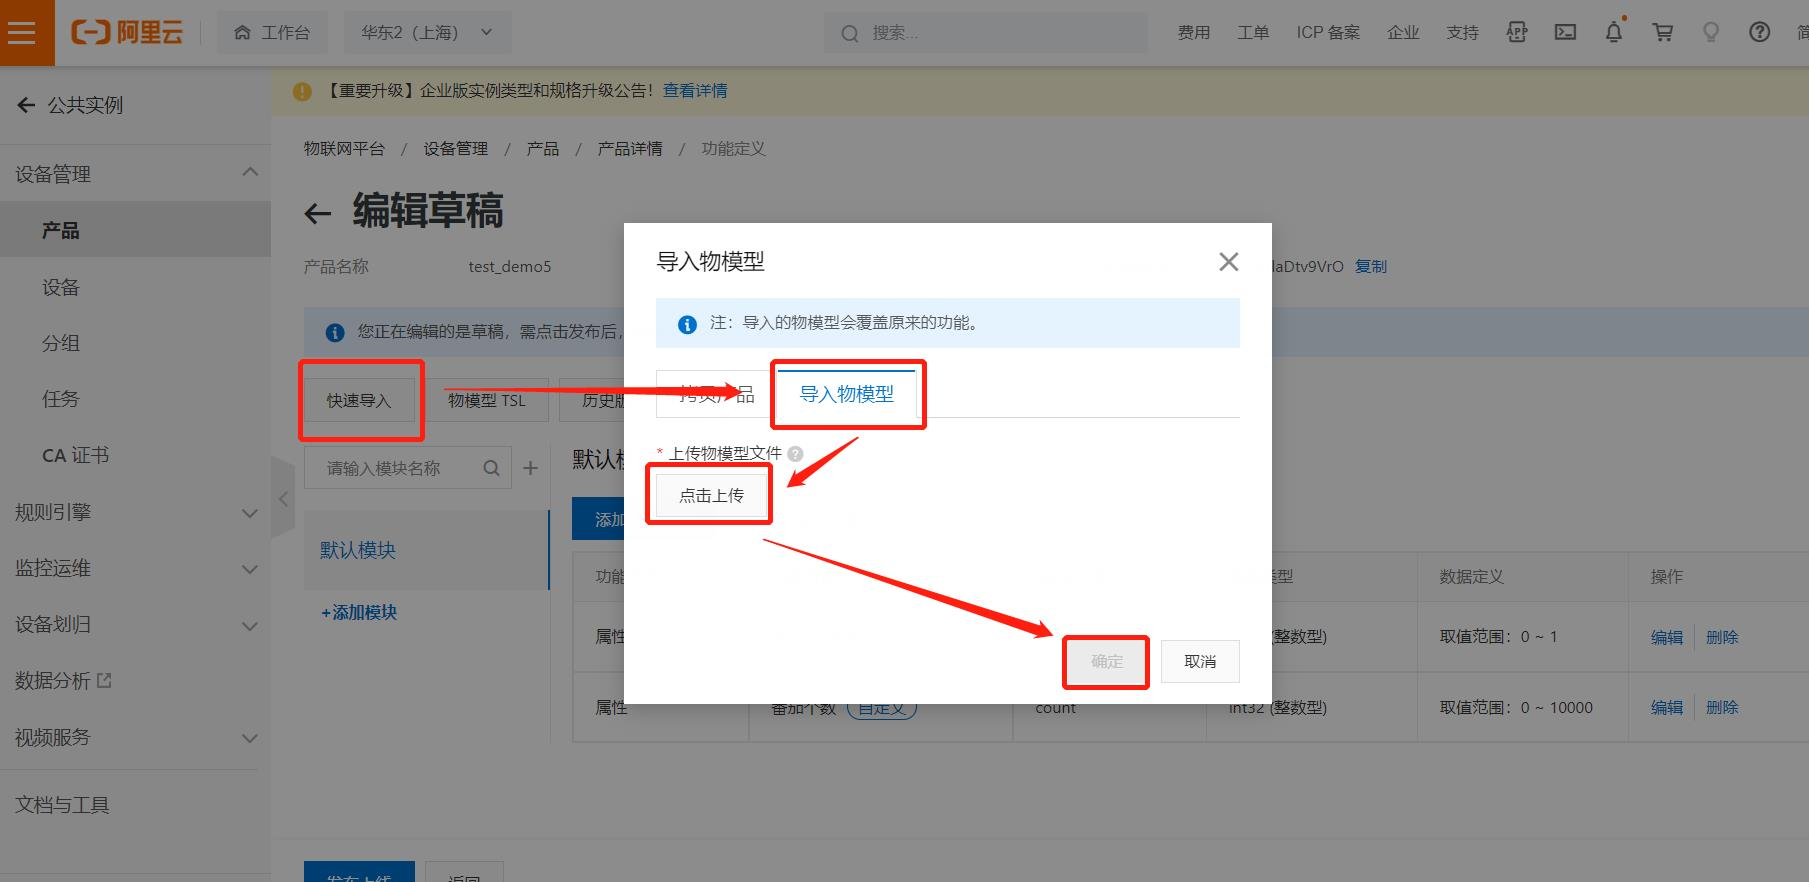 阿里云
工作台
华东2（上海）
搜索...
费用
工单
ICP 备案
企业
支持
APP
公共实例
【重要升级】企业版实例类型和规格升级公告！查看详情
物联网平台 / 设备管理 / 产品 / 产品详情 / 功能定义
设备管理
产品
设备
分组
任务
CA 证书
规则引擎
监控运维
设备划归
数据分析
视频服务
文档与工具
编辑草稿
产品名称
test_demo5
laDtv9VrO 复制
您正在编辑的是草稿，需点击发布后，
快速导入
物模型 TSL
历史版
请输入模块名称
默认模块
+添加模块
默认
添加
功能
数据定义
操作
属性
(整数型)
取值范围：0 ~ 1
编辑
删除
属性
番茄个数
自定义
count
int32 (整数型)
取值范围：0 ~ 10000
编辑
删除
发布上线
返回
导入物模型
注：导入的物模型会覆盖原来的功能。
拷贝产品
导入物模型
* 上传物模型文件
点击上传
确定
取消